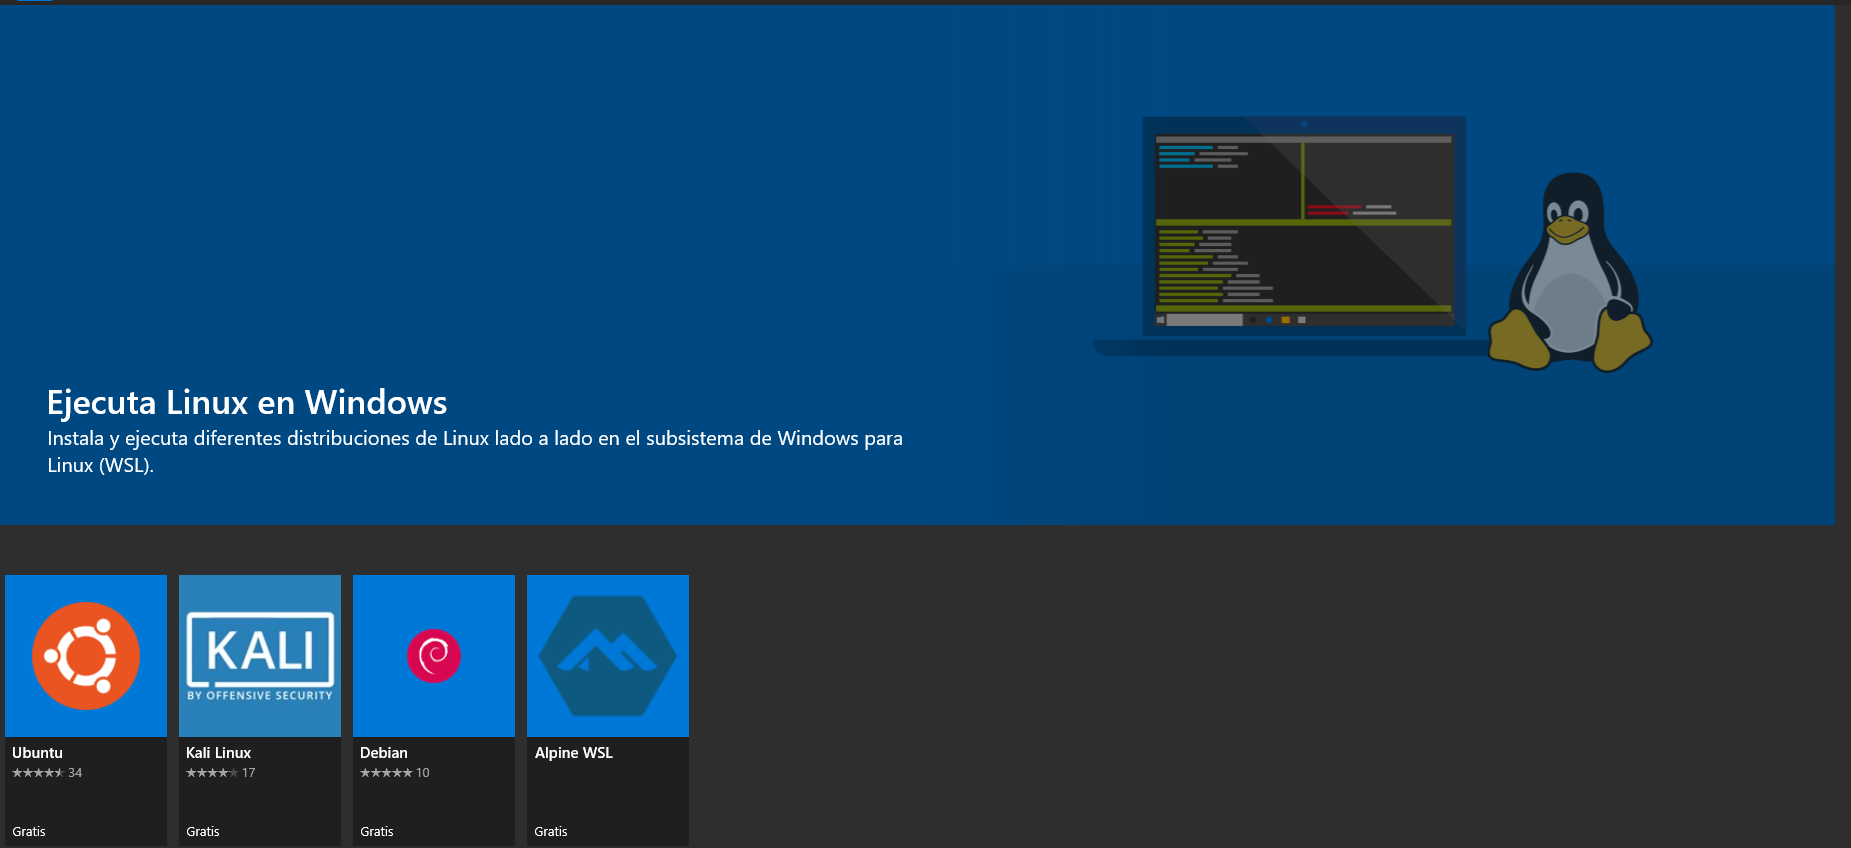 Ejecuta Linux en Windows
Instala y ejecuta diferentes distribuciones de Linux lado a lado en el subsistema de Windows para
Linux (WSL).
KALI
BY OFFENSIVE SECURITY
Ubuntu
34
Gratis
Kali Linux
17
Gratis
Debian
10
Gratis
Alpine WSL
Gratis